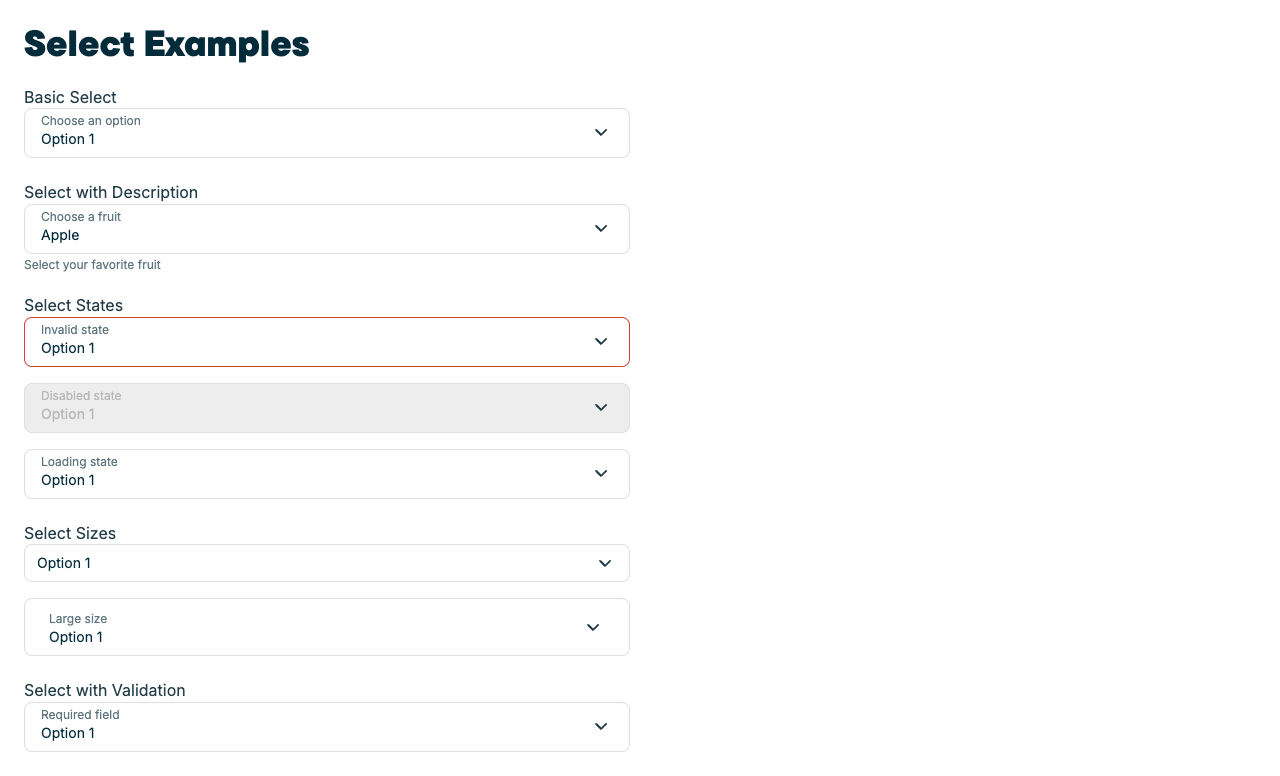 Select Examples
Basic Select
Choose an option
Option 1
Select with Description
Choose a fruit
Apple
Select your favorite fruit
Select States
Invalid state
Option 1
Disabled state
Option 1
Loading state
Option 1
Select Sizes
Option 1
Large size
Option 1
Select with Validation
Required field
Option 1